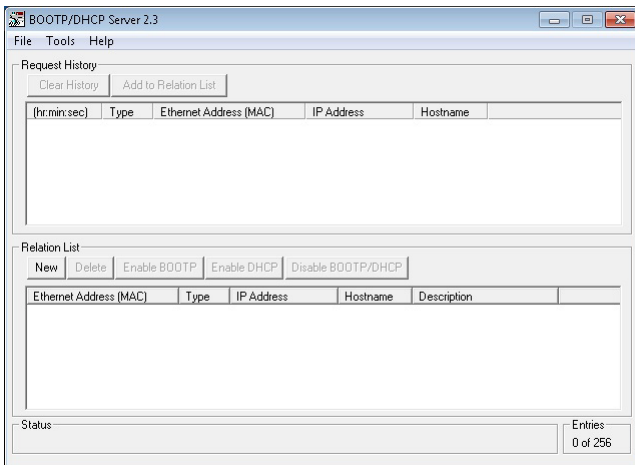 BOOTP/DHCP Server 2.3
File Tools Help
Request History
Clear History Add to Relation List
(hr:min:sec) Type Ethernet Address (MAC) IP Address Hostname
Relation List
New Delete Enable BOOTP Enable DHCP Disable BOOTP/DHCP
Ethernet Address (MAC) Type IP Address Hostname Description
Status Entries
0 of 256